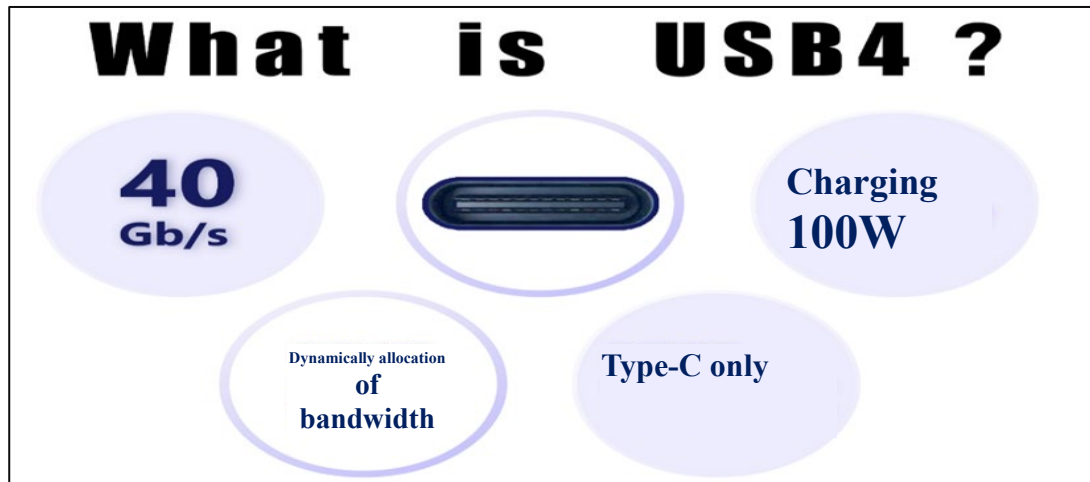 What is USB4 ?
40
Gb/s
Charging
100W
Dynamically allocation
of
bandwidth
Type-C only